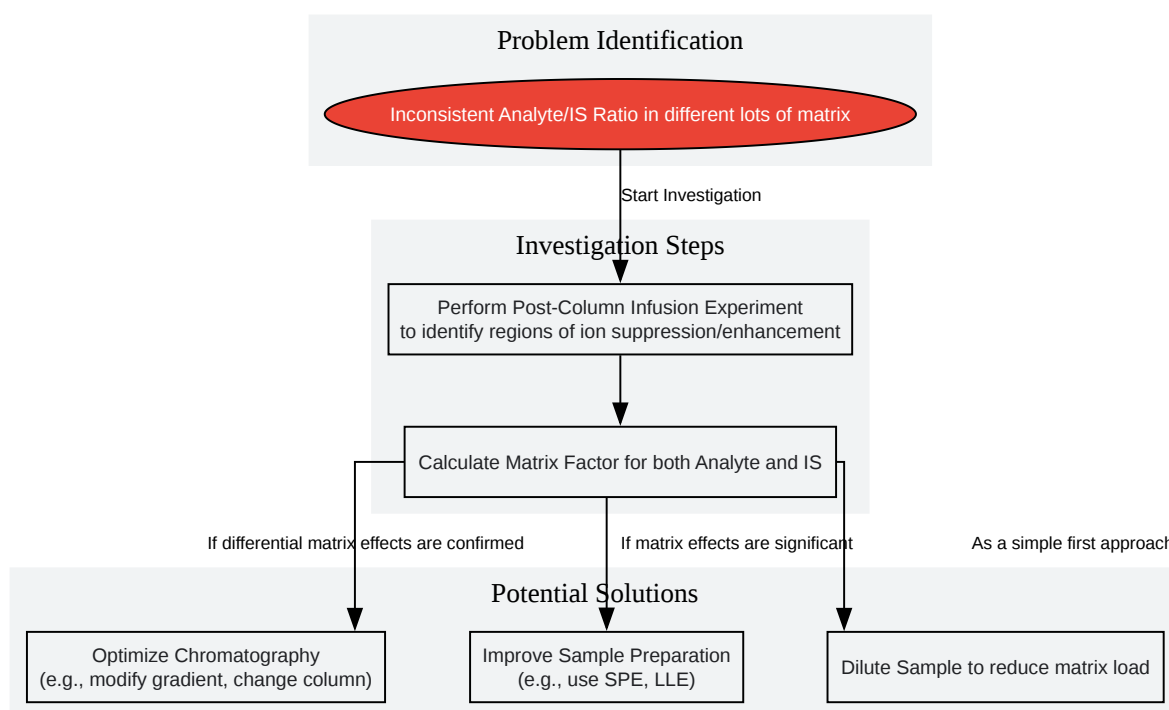 Problem Identification
Inconsistent Analyte/IS Ratio in different lots of matrix
Start Investigation
Investigation Steps
Perform Post-Column Infusion Experiment
to identify regions of ion suppression/enhancement
Calculate Matrix Factor for both Analyte and IS
If differential matrix effects are confirmed
If matrix effects are significant
As a simple first approach
Potential Solutions
Optimize Chromatography
(e.g., modify gradient, change column)
Improve Sample Preparation
(e.g., use SPE, LLE)
Dilute Sample to reduce matrix load